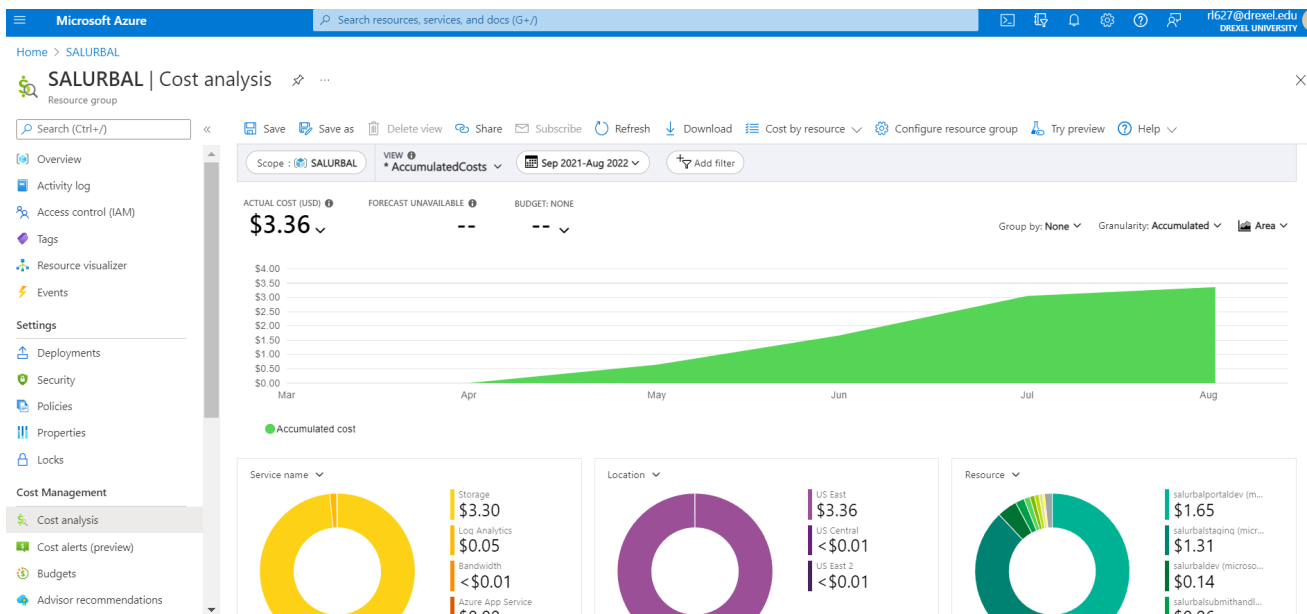 Microsoft Azure
Search resources, services, and docs (G+/)
rl627@drexel.edu
DREXEL UNIVERSITY
Home > SALURBAL
SALURBAL | Cost analysis
Resource group
Search (Ctrl+/)
Save Save as Delete view Share Subscribe Refresh Download Cost by resource Configure resource group Try preview Help
Overview
Activity log
Access control (IAM)
Tags
Resource visualizer
Events
Settings
Deployments
Security
Policies
Properties
Locks
Cost Management
Cost analysis
Cost alerts (preview)
Budgets
Advisor recommendations
Scope : SALURBAL
VIEW
* AccumulatedCosts
Sep 2021-Aug 2022
Add filter
ACTUAL COST (USD)
$3.36
FORECAST UNAVAILABLE
--
BUDGET: NONE
--
Group by: None
Granularity: Accumulated
Area
$4.00
$3.50
$3.00
$2.50
$2.00
$1.50
$1.00
$0.50
$0.00
Mar Apr May Jun Jul Aug
Accumulated cost
Service name
Storage
$3.30
Log Analytics
$0.05
Bandwidth
<$0.01
Azure App Service
Location
US East
$3.36
US Central
<$0.01
US East 2
<$0.01
Resource
salurbalportaldev (m...
$1.65
salurbalstaging (micr...
$1.31
salurbaldev (microso...
$0.14
salurbalsubmithandl...